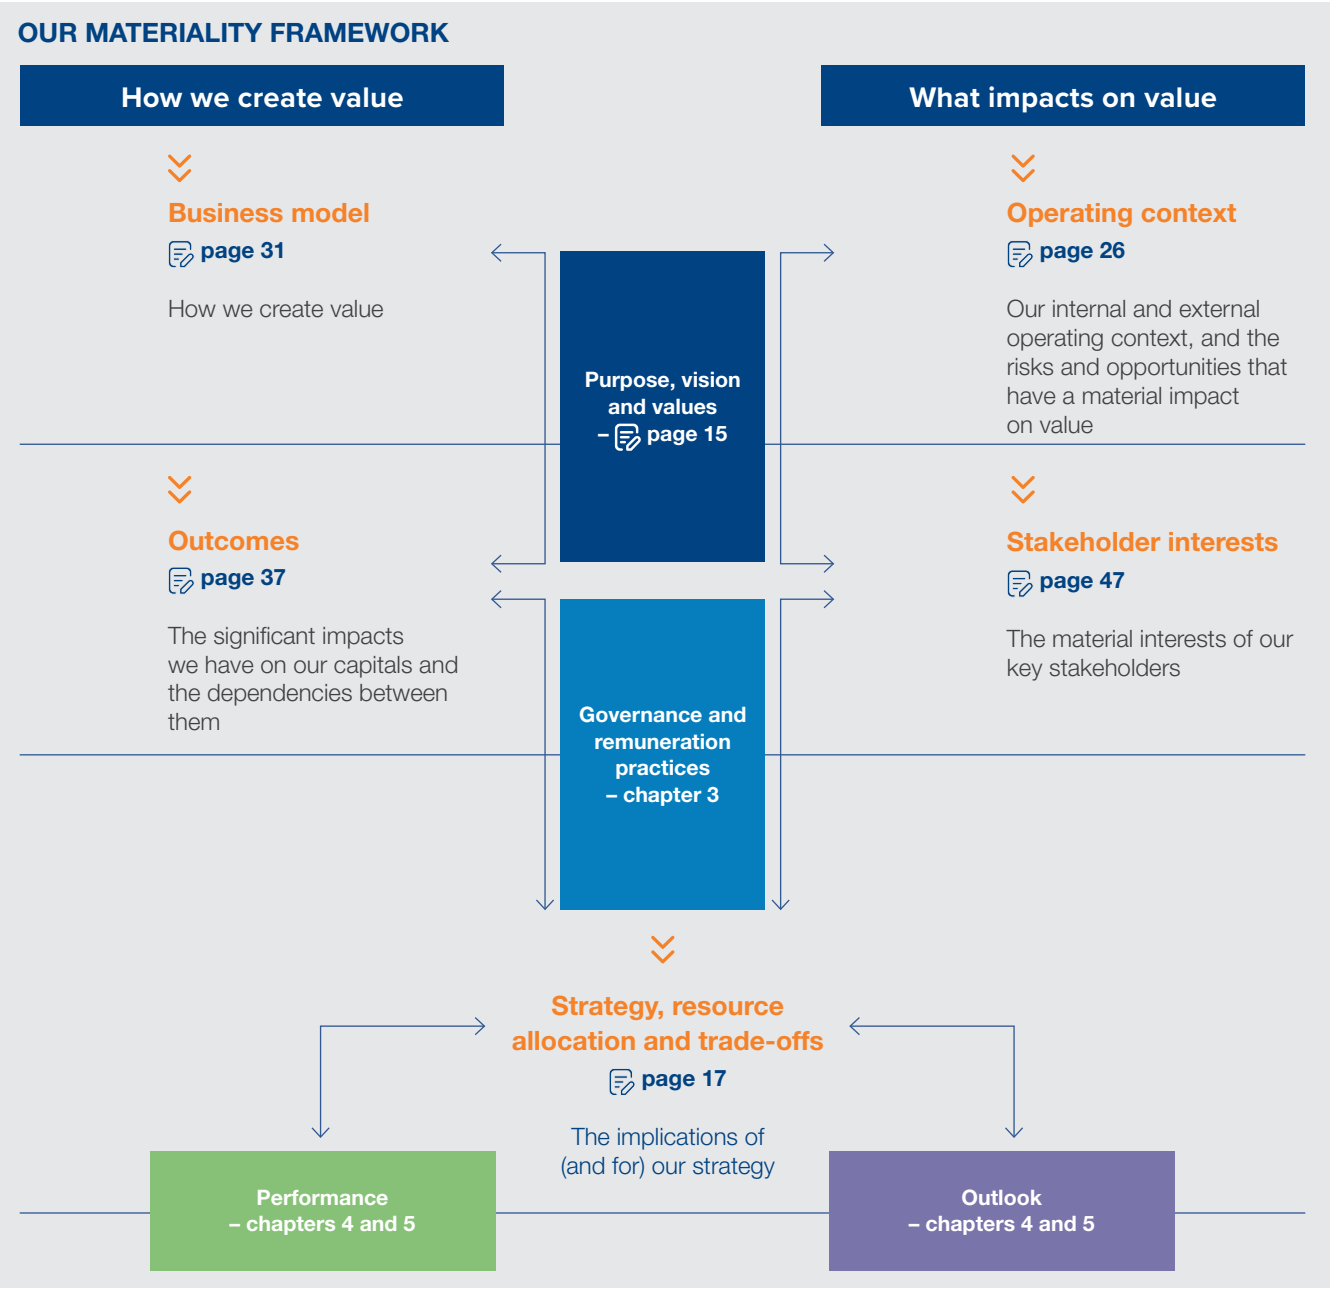 OUR MATERIALITY FRAMEWORK
How we create value
What impacts on value
Business model
page 31
How we create value
Operating context
page 26
Our internal and external
operating context, and the
risks and opportunities that
have a material impact
on value
Purpose, vision
and values
– page 15
Outcomes
page 37
The significant impacts
we have on our capitals and
the dependencies between
them
Stakeholder interests
page 47
The material interests of our
key stakeholders
Governance and
remuneration
practices
– chapter 3
Strategy, resource
allocation and trade-offs
page 17
The implications of
(and for) our strategy
Performance
– chapters 4 and 5
Outlook
– chapters 4 and 5